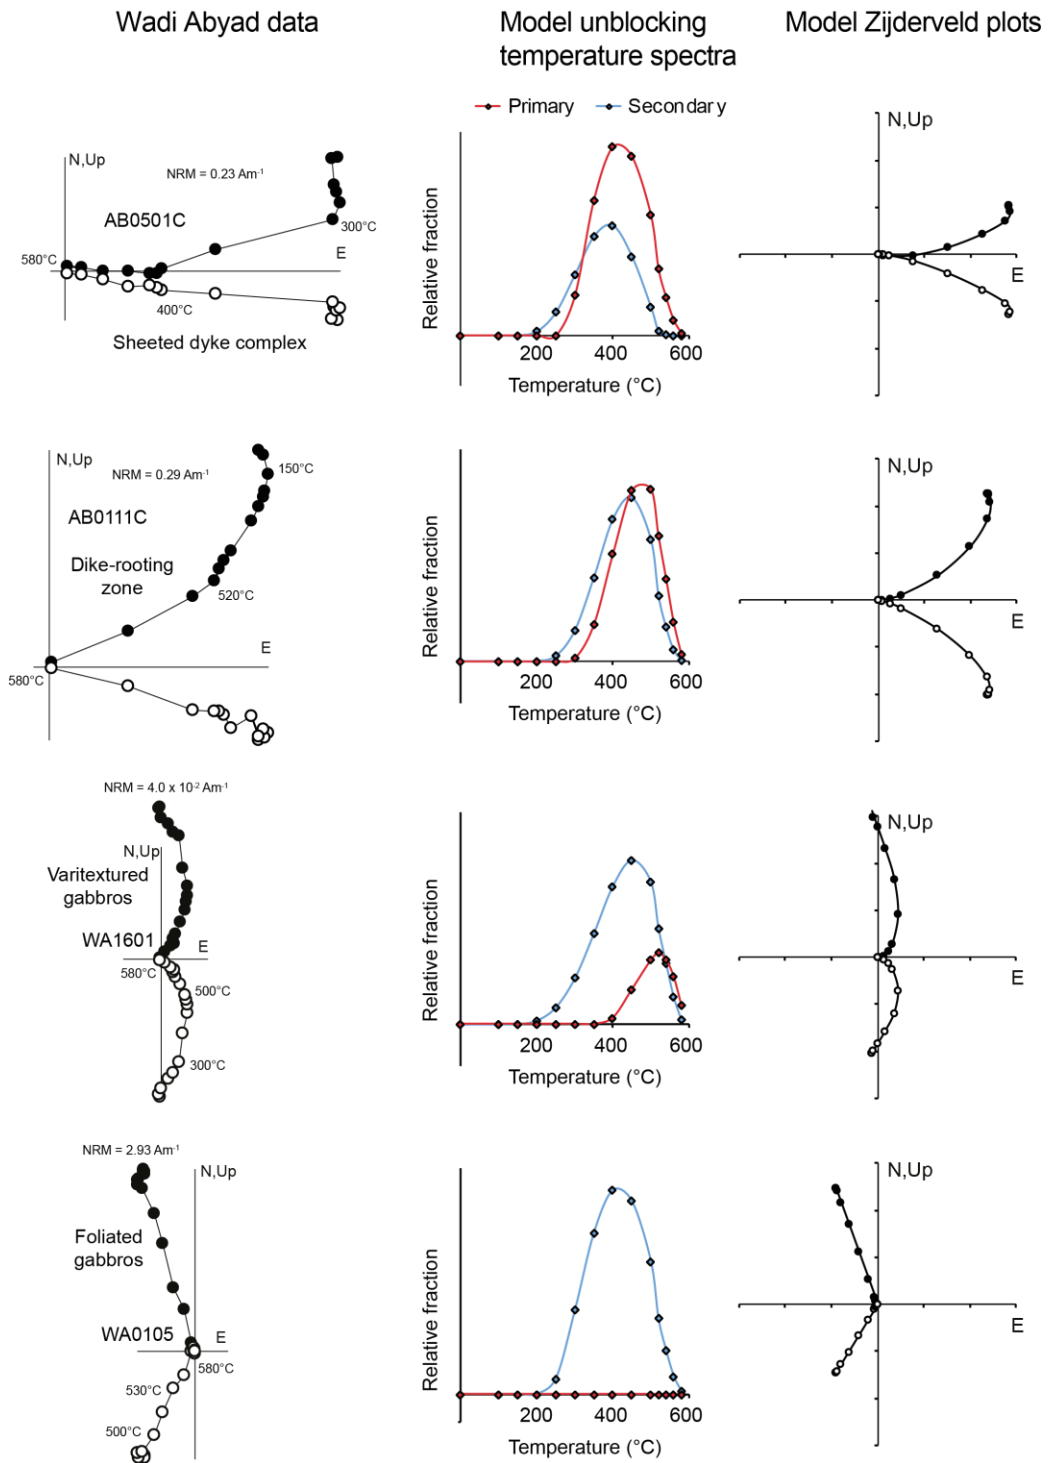 Wadi Abyad data
Model unblocking
temperature spectra
Model Zijderveld plots
Primary
Secondary
N,Up
NRM = 0.23 Am-1
AB0501C
300°C
E
580°C
400°C
Sheeted dyke complex
Relative fraction
200
400
600
Temperature (°C)
N,Up
E
N,Up
NRM = 0.29 Am-1
150°C
AB0111C
Dike-rooting
zone
520°C
E
580°C
Relative fraction
200
400
600
Temperature (°C)
N,Up
E
NRM = 4.0 x 10-2 Am-1
N,Up
Varitextured
gabbros
WA1601
E
580°C
500°C
300°C
Relative fraction
200
400
600
Temperature (°C)
N,Up
E
NRM = 2.93 Am-1
N,Up
Foliated
gabbros
WA0105
E
580°C
530°C
500°C
Relative fraction
200
400
600
Temperature (°C)
N,Up
E